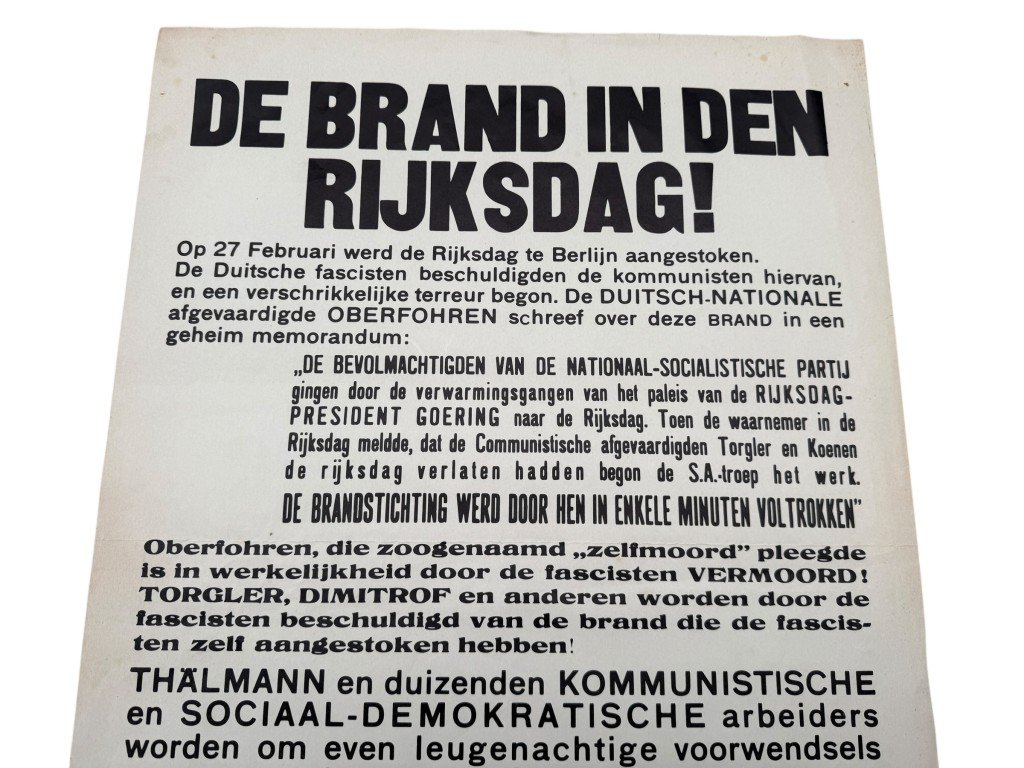 DE BRAND IN DEN
RIJKSDAG!
Op 27 Februari werd de Rijksdag te Berlijn aangestoken.
De Duitsche fascisten beschuldigden de kommunisten hiervan,
en een verschrikkelijke terreur begon. De DUITSCH-NATIONALE
afgevaardigde OBERFOHREN schreef over deze BRAND in een
geheim memorandum:
„DE BEVOLMACHTIGDEN VAN DE NATIONAAL-SOCIALISTISCHE PARTIJ
gingen door de verwarmingsgangen van het paleis van de RIJKSDAG-
PRESIDENT GOERING naar de Rijksdag. Toen de waarnemer in de
Rijksdag meldde, dat de Communistische afgevaardigden Torgler en Koenen
de rijksdag verlaten hadden begon de S.A.-troep het werk.
DE BRANDSTICHTING WERD DOOR HEN IN ENKELE MINUTEN VOLTROKKEN”
Oberfohren, die zoogenaamd „zelfmoord” pleegde
is in werkelijkheid door de fascisten VERMOORD!
TORGLER, DIMITROF en anderen worden door de
fascisten beschuldigd van de brand die de fascis-
ten zelf aangestoken hebben!
THÄLMANN en duizenden KOMMUNISTISCHE
en SOCIAAL-DEMOKRATISCHE arbeiders
worden om even leugenachtige voorwendsels